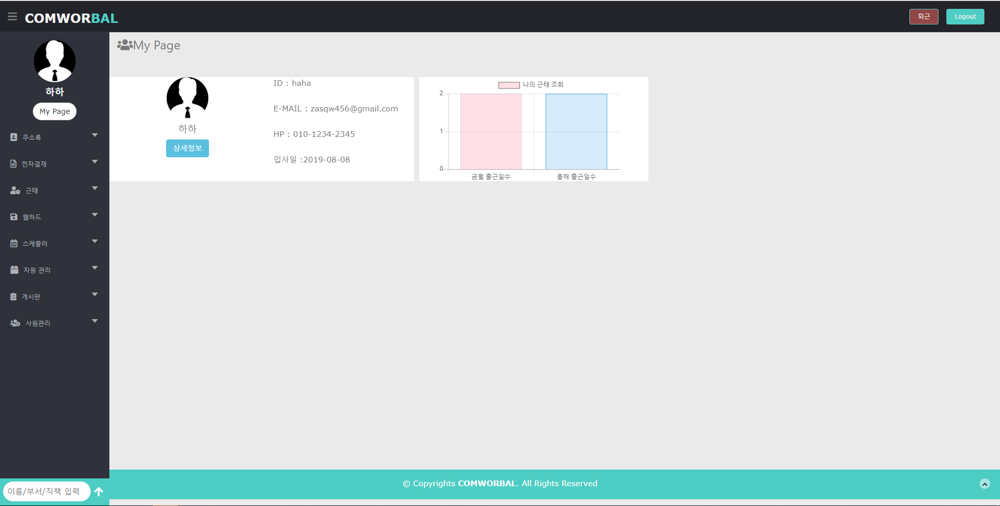 COMWORBAL
퇴근
Logout
하하
My Page
주소록
전자결재
근태
웹하드
스케줄러
자원 관리
게시판
사원관리
이름/부서/직책 입력
My Page
하하
상세정보
ID : haha
E-MAIL : zasqw456@gmail.com
HP : 010-1234-2345
입사일 :2019-08-08
나의 근태 조회
2
1
0
금월 출근일수
올해 출근일수
© Copyrights COMWORBAL. All Rights Reserved